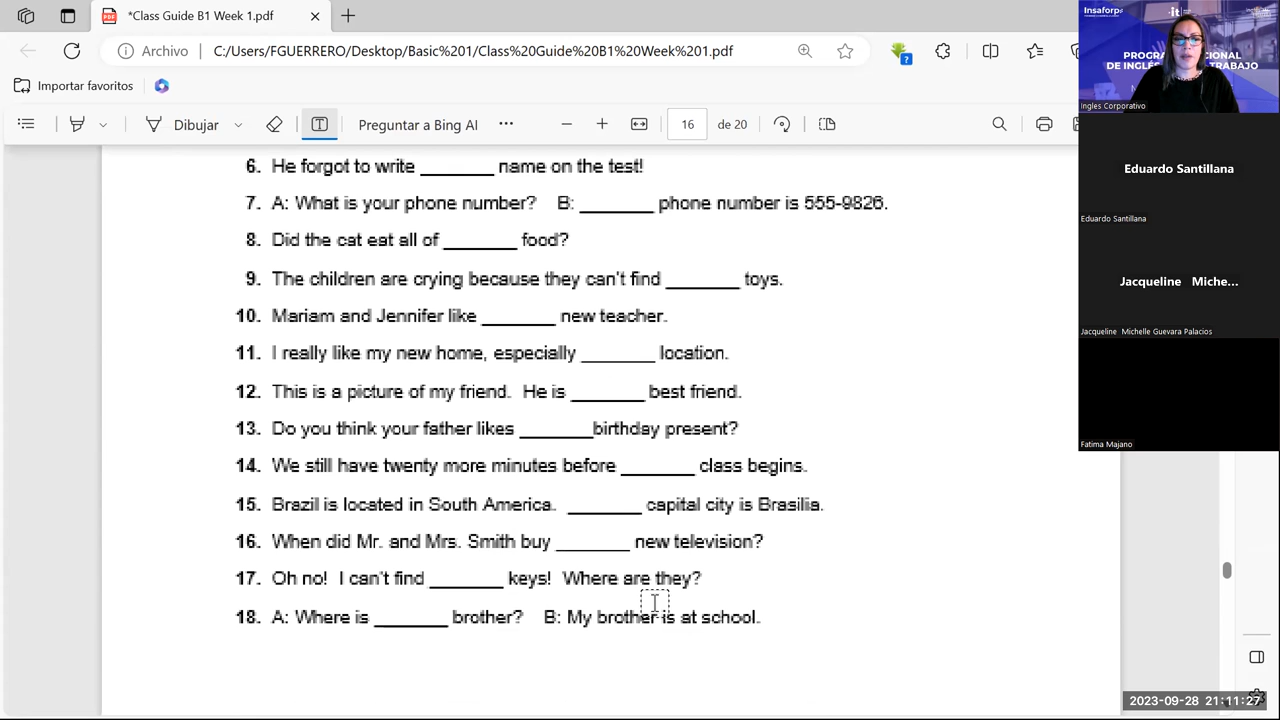 *Class Guide B1 Week 1.pdf
Archivo C:/Users/FGUERRERO/Desktop/Basic%201/Class%20Guide%20B1%20Week%201.pdf
Importar favoritos
Dibujar Preguntar a Bing AI 16 de 20
6. He forgot to write ________ name on the test!
7. A: What is your phone number? B: ________ phone number is 555-9826.
8. Did the cat eat all of ________ food?
9. The children are crying because they can't find ________ toys.
10. Mariam and Jennifer like ________ new teacher.
11. I really like my new home, especially ________ location.
12. This is a picture of my friend. He is ________ best friend.
13. Do you think your father likes ________birthday present?
14. We still have twenty more minutes before ________ class begins.
15. Brazil is located in South America. ________ capital city is Brasilia.
16. When did Mr. and Mrs. Smith buy ________ new television?
17. Oh no! I can't find ________ keys! Where are they?
18. A: Where is ________ brother? B: My brother is at school.
Insaforp
Ingles Corporativo
Eduardo Santillana
Eduardo Santillana
Jacqueline Miche...
Jacqueline Michelle Guevara Palacios
Fatima Majano
2023-09-28 21:11:27